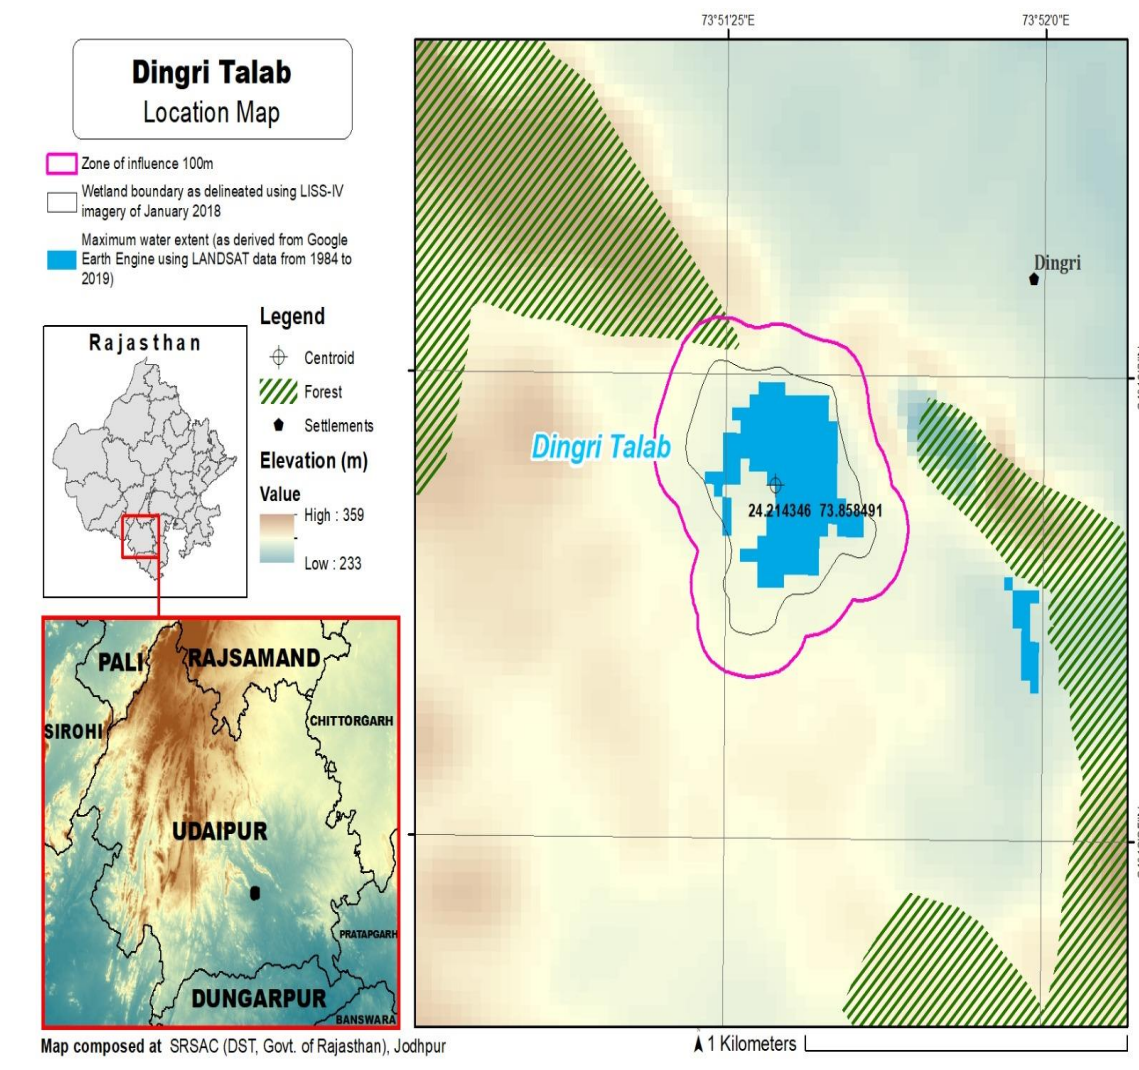 73°51'25"E
73°52'0"E
Dingri Talab
Location Map
Zone of influence 100m
Wetland boundary as delineated using LISS-IV
imagery of January 2018
Maximum water extent (as derived from Google
Earth Engine using LANDSAT data from 1984 to
2019)
Rajasthan
Legend
Centroid
Forest
Settlements
Elevation (m)
Value
High : 359
Low : 233
Dingri
Dingri Talab
24.214346 73.858491
PALI
RAJSAMAND
SIROHI
CHITTORGARH
UDAIPUR
PRATAPGARH
DUNGARPUR
BANSWARA
Map composed at SRSAC (DST, Govt. of Rajasthan), Jodhpur
1 Kilometers